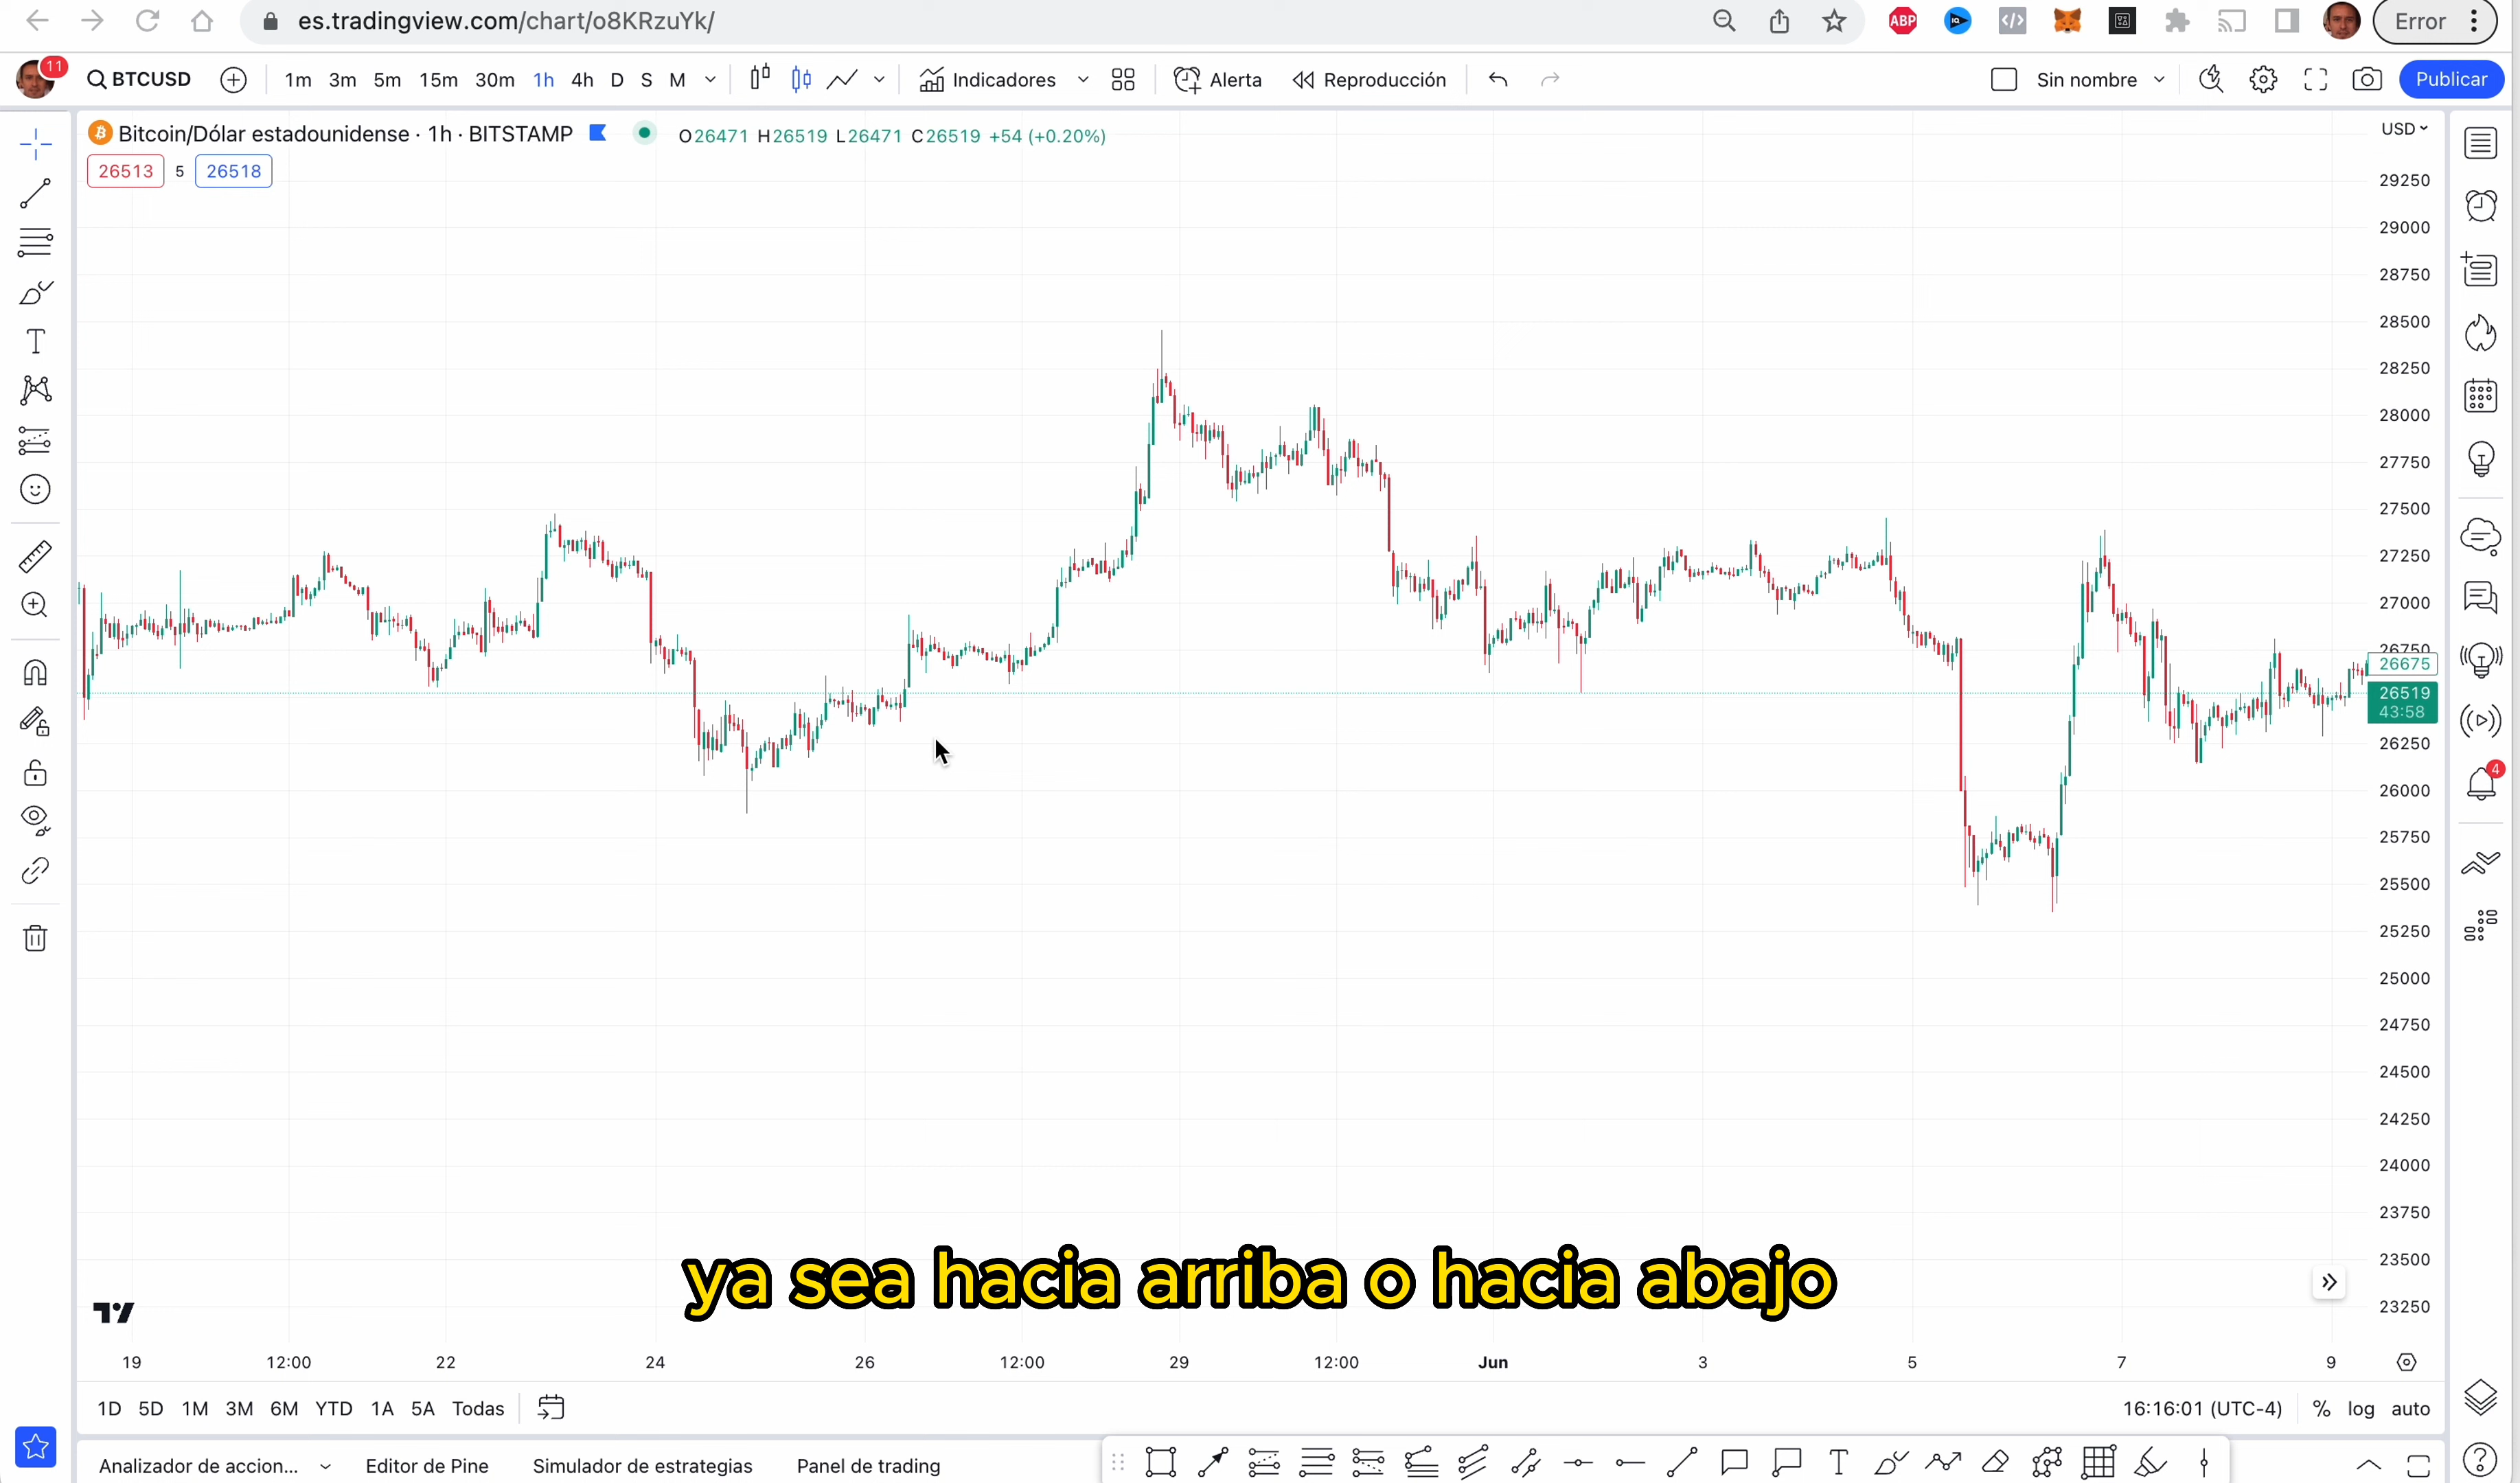 es.tradingview.com/chart/o8KRzuYk/
ABP
IQ
Error
11
BTCUSD
1m 3m 5m 15m 30m 1h 4h D S M
Indicadores
Alerta
Reproducción
Sin nombre
Publicar
Bitcoin/Dólar estadounidense · 1h · BITSTAMP
O26471 H26519 L26471 C26519 +54 (+0.20%)
USD
26513 5 26518
29250
29000
28750
28500
28250
28000
27750
27500
27250
27000
26750
26675
26519
43:58
26250
26000
25750
25500
25250
25000
24750
24500
24250
24000
23750
23500
23250
4
ya sea hacia arriba o hacia abajo
19 12:00 22 24 26 12:00 29 12:00 Jun 3 5 7 9
1D 5D 1M 3M 6M YTD 1A 5A Todas
16:16:01 (UTC-4) % log auto
Analizador de accion... Editor de Pine Simulador de estrategias Panel de trading